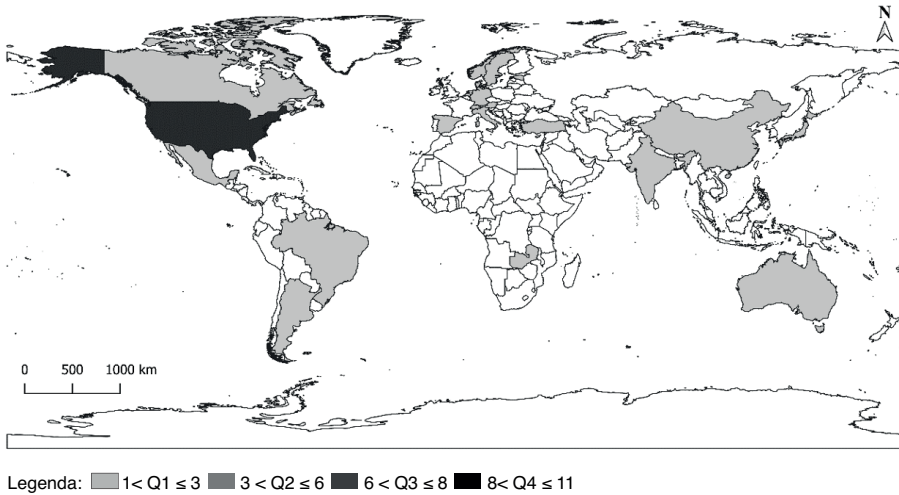 N
0 500 1000 km
Legenda: 1< Q1 ≤ 3 3 < Q2 ≤ 6 6 < Q3 ≤ 8 8< Q4 ≤ 11